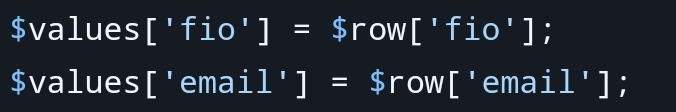 $values['fio'] = $row['fio'];
$values['email'] = $row['email'];